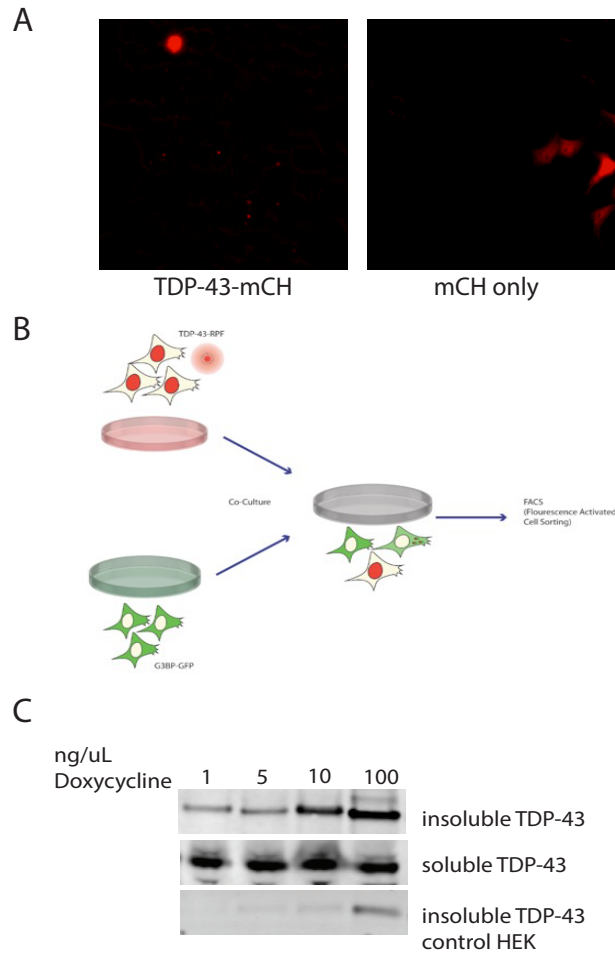 A
TDP-43-mCH
mCH only
B
TDP-43-RPF
Co-Culture
FACS
(Flourescence Activated
Cell Sorting)
G3BP-GFP
C
ng/uL
Doxycycline
1 5 10 100
insoluble TDP-43
soluble TDP-43
insoluble TDP-43
control HEK